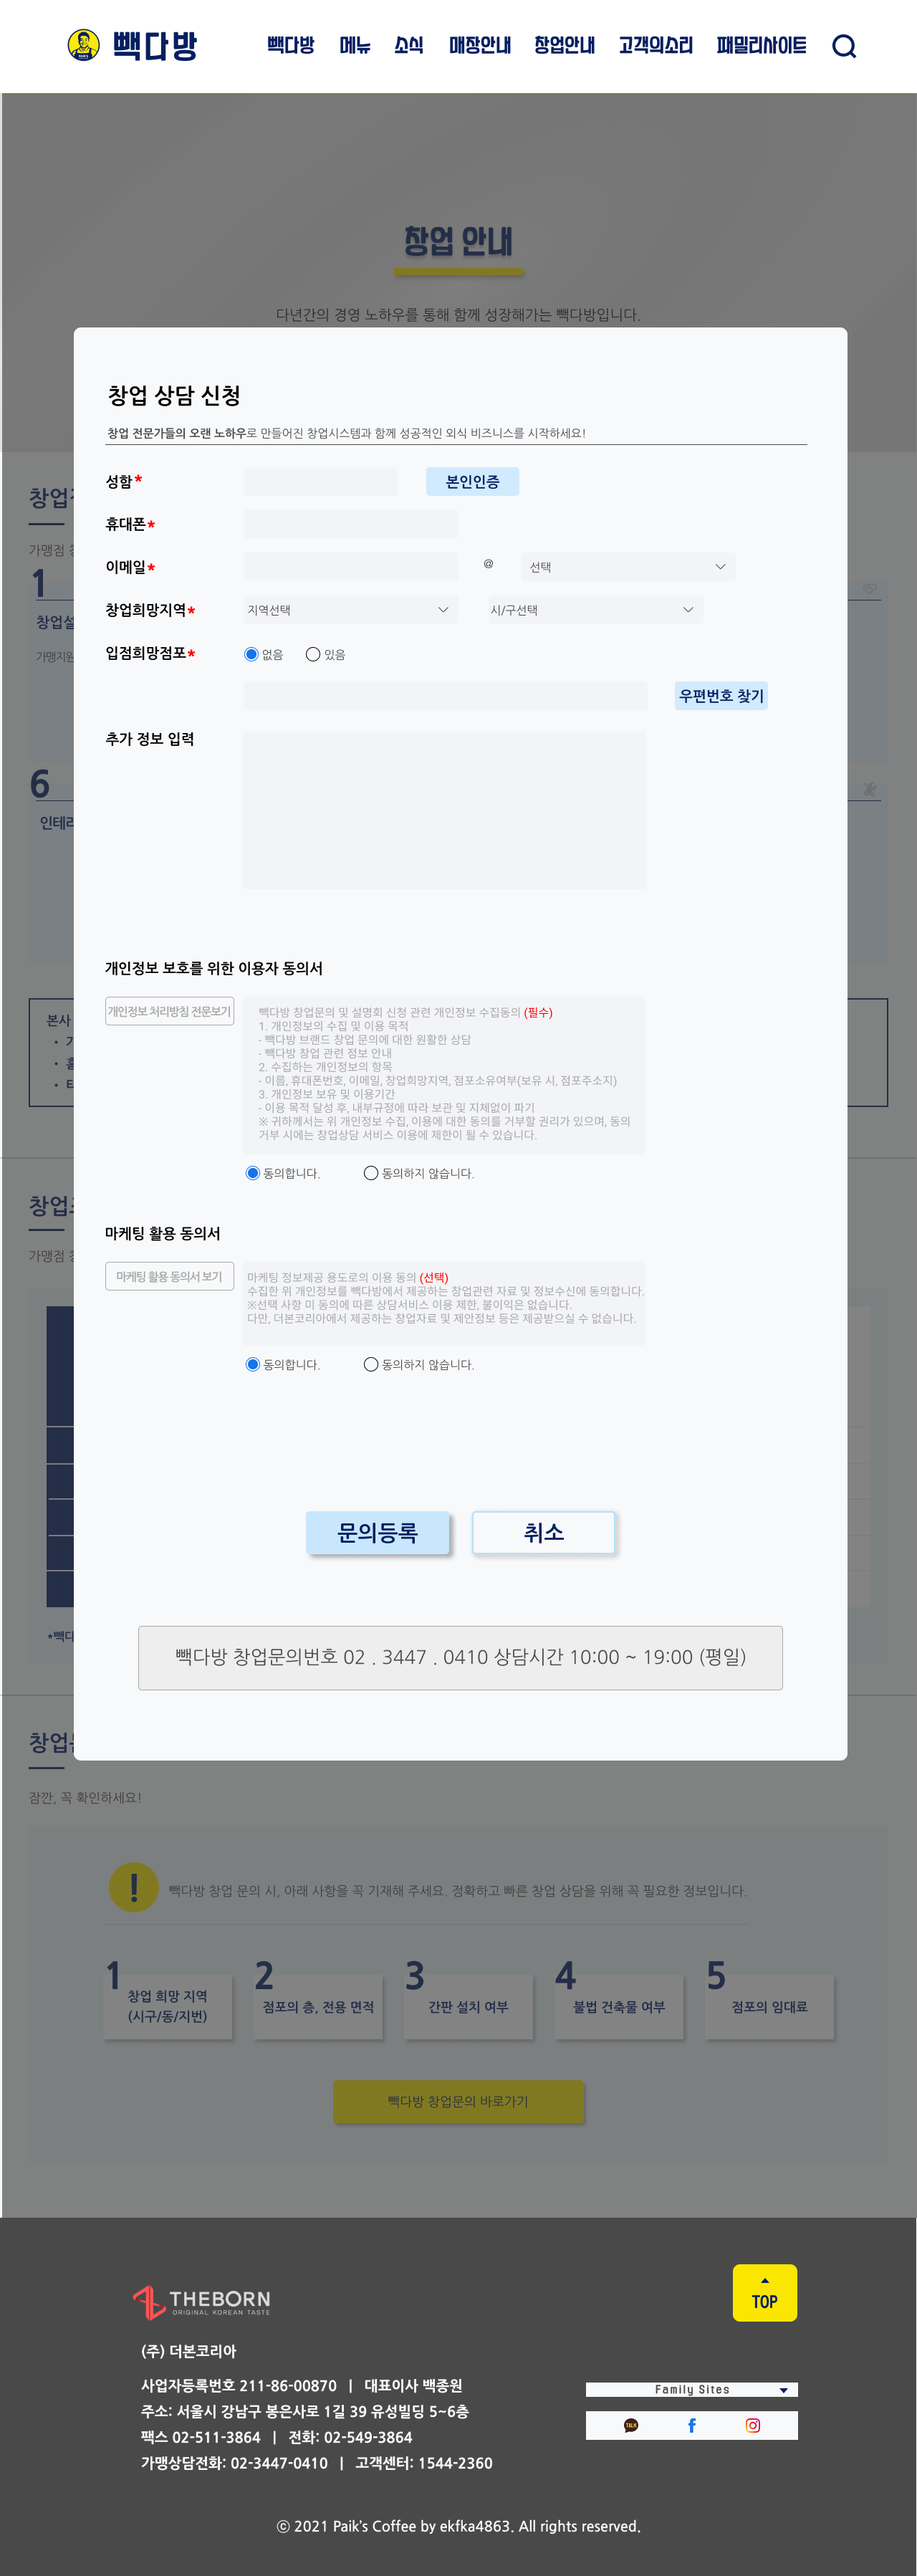 빽다방
빽다방 메뉴 소식 매장안내 창업안내 고객의소리 패밀리사이트
창업 안내
다년간의 경영 노하우를 통해 함께 성장해가는 빽다방입니다.
창업 상담 신청
창업 전문가들의 오랜 노하우로 만들어진 창업시스템과 함께 성공적인 외식 비즈니스를 시작하세요!
성함*
본인인증
휴대폰*
이메일*
@
선택
창업희망지역*
지역선택
시/구선택
입점희망점포*
없음
있음
우편번호 찾기
추가 정보 입력
개인정보 보호를 위한 이용자 동의서
개인정보 처리방침 전문보기
빽다방 창업문의 및 설명회 신청 관련 개인정보 수집동의 (필수)
1. 개인정보의 수집 및 이용 목적
- 빽다방 브랜드 창업 문의에 대한 원활한 상담
- 빽다방 창업 관련 정보 안내
2. 수집하는 개인정보의 항목
- 이름, 휴대폰번호, 이메일, 창업희망지역, 점포소유여부(보유 시, 점포주소지)
3. 개인정보 보유 및 이용기간
- 이용 목적 달성 후, 내부규정에 따라 보관 및 지체없이 파기
※ 귀하께서는 위 개인정보 수집, 이용에 대한 동의를 거부할 권리가 있으며, 동의
거부 시에는 창업상담 서비스 이용에 제한이 될 수 있습니다.
동의합니다.
동의하지 않습니다.
마케팅 활용 동의서
마케팅 활용 동의서 보기
마케팅 정보제공 용도로의 이용 동의 (선택)
수집한 위 개인정보를 빽다방에서 제공하는 창업관련 자료 및 정보수신에 동의합니다.
※선택 사항 미 동의에 따른 상담서비스 이용 제한, 불이익은 없습니다.
다만, 더본코리아에서 제공하는 창업자료 및 제안정보 등은 제공받으실 수 없습니다.
동의합니다.
동의하지 않습니다.
문의등록
취소
빽다방 창업문의번호 02 . 3447 . 0410 상담시간 10:00 ~ 19:00 (평일)
창업
가맹점
1
창업설
가맹지원
6
인테리
본사
창업
가맹점
*빽다
창업
잠깐, 꼭 확인하세요!
!
빽다방 창업 문의 시, 아래 사항을 꼭 기재해 주세요. 정확하고 빠른 창업 상담을 위해 꼭 필요한 정보입니다.
1
창업 희망 지역
(시구/동/지번)
2
점포의 층, 전용 면적
3
간판 설치 여부
4
불법 건축물 여부
5
점포의 임대료
빽다방 창업문의 바로가기
THEBORN
ORIGINAL KOREAN TASTE
TOP
(주) 더본코리아
사업자등록번호 211-86-00870 | 대표이사 백종원
주소: 서울시 강남구 봉은사로 1길 39 유성빌딩 5~6층
팩스 02-511-3864 | 전화: 02-549-3864
가맹상담전화: 02-3447-0410 | 고객센터: 1544-2360
Family Sites
TALK
ⓒ 2021 Paik's Coffee by ekfka4863. All rights reserved.